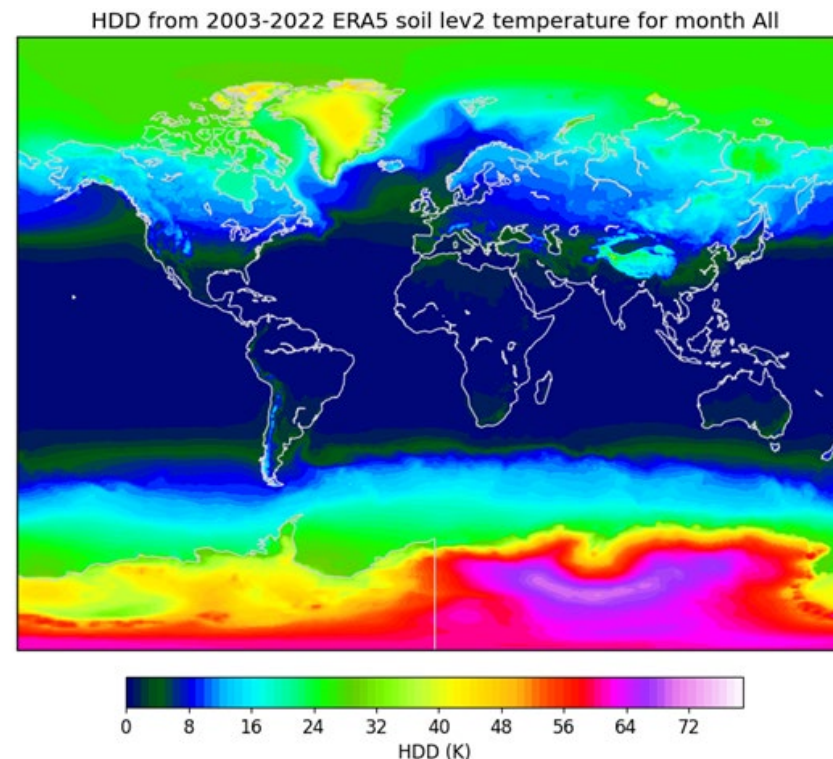 HDD from 2003-2022 ERA5 soil lev2 temperature for month All
0 8 16 24 32 40 48 56 64 72
HDD (K)